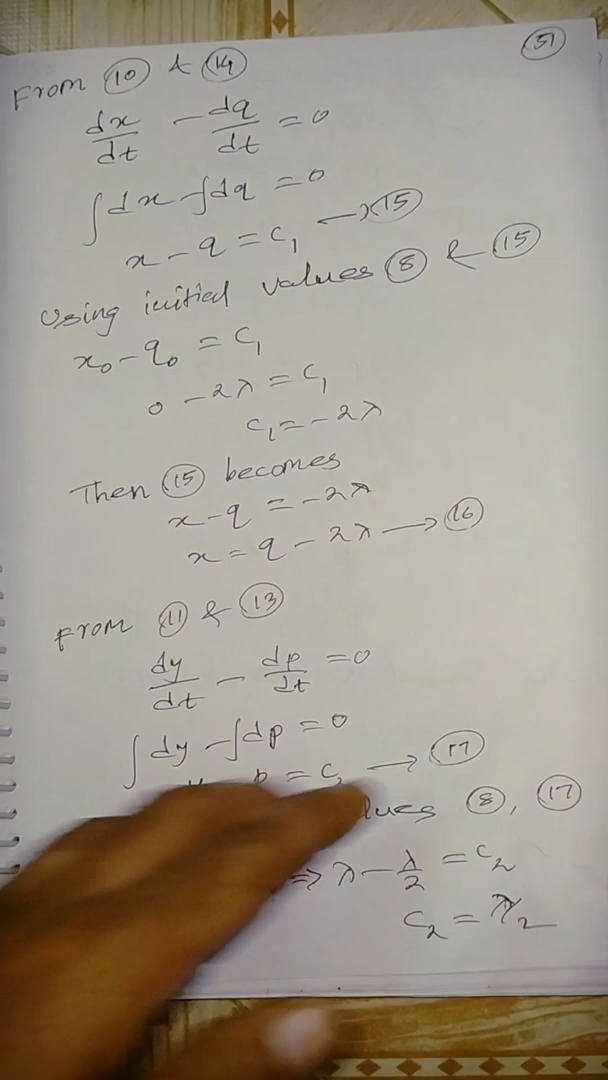 51
From 10 & 14
dx/dt - dq/dt = 0
∫dx - ∫dq = 0
x - q = c₁ → 15
Using initial values 8 & 15
x₀ - q₀ = c₁
0 - 2λ = c₁
c₁ = -2λ
Then 15 becomes
x - q = -2λ
x = q - 2λ → 16
From 11 & 13
dy/dt - dp/dt = 0
∫dy - ∫dp = 0
p = c₂ → 17
8, 17
⇒ λ - λ/2 = c₂
c₂ = λ/2